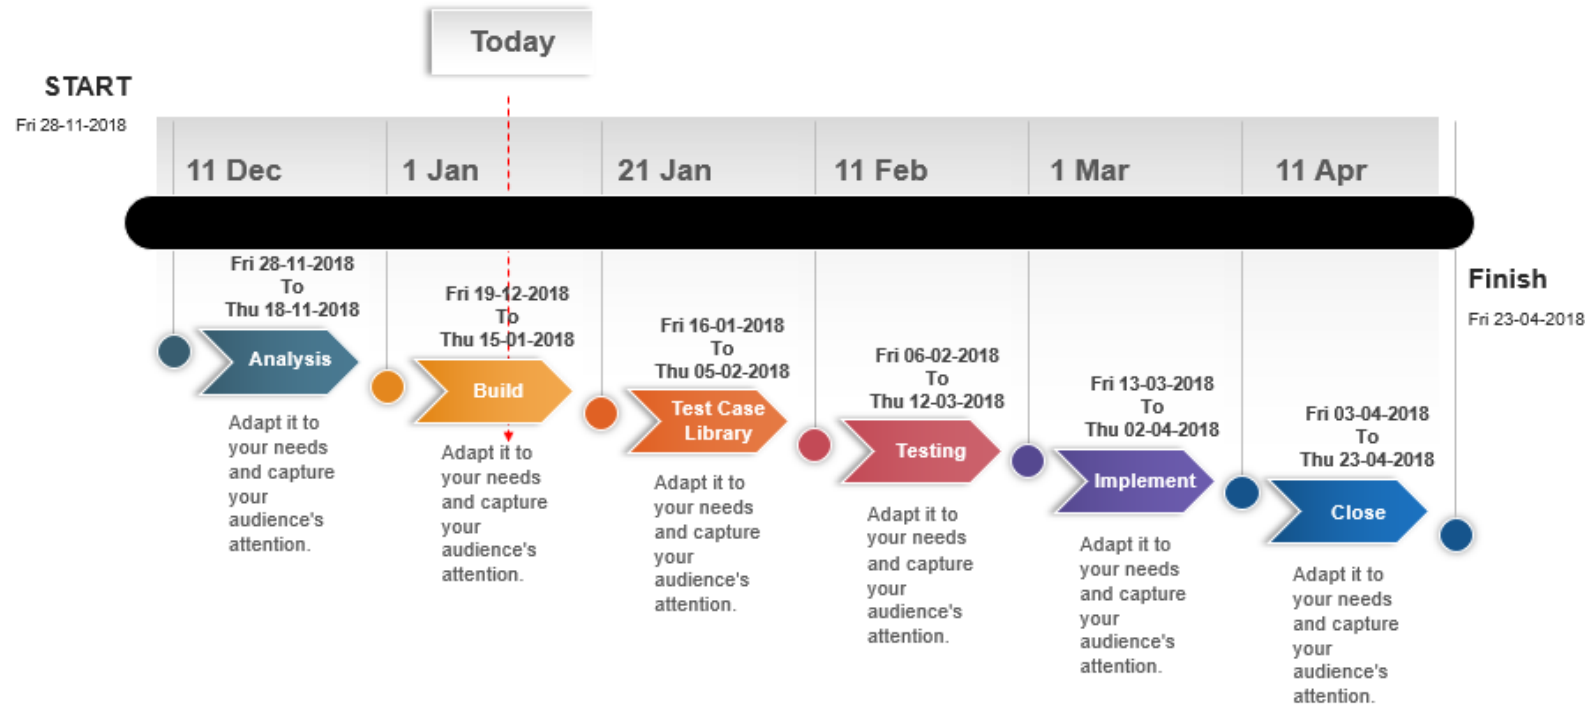 Today
START
Fri 28-11-2018
11 Dec
1 Jan
21 Jan
11 Feb
1 Mar
11 Apr
Fri 28-11-2018
To
Thu 18-11-2018
Analysis
Adapt it to
your needs
and capture
your
audience's
attention.
Fri 19-12-2018
To
Thu 15-01-2018
Build
Adapt it to
your needs
and capture
your
audience's
attention.
Fri 16-01-2018
To
Thu 05-02-2018
Test Case
Library
Adapt it to
your needs
and capture
your
audience's
attention.
Fri 06-02-2018
To
Thu 12-03-2018
Testing
Adapt it to
your needs
and capture
your
audience's
attention.
Fri 13-03-2018
To
Thu 02-04-2018
Implement
Adapt it to
your needs
and capture
your
audience's
attention.
Fri 03-04-2018
To
Thu 23-04-2018
Close
Adapt it to
your needs
and capture
your
audience's
attention.
Finish
Fri 23-04-2018